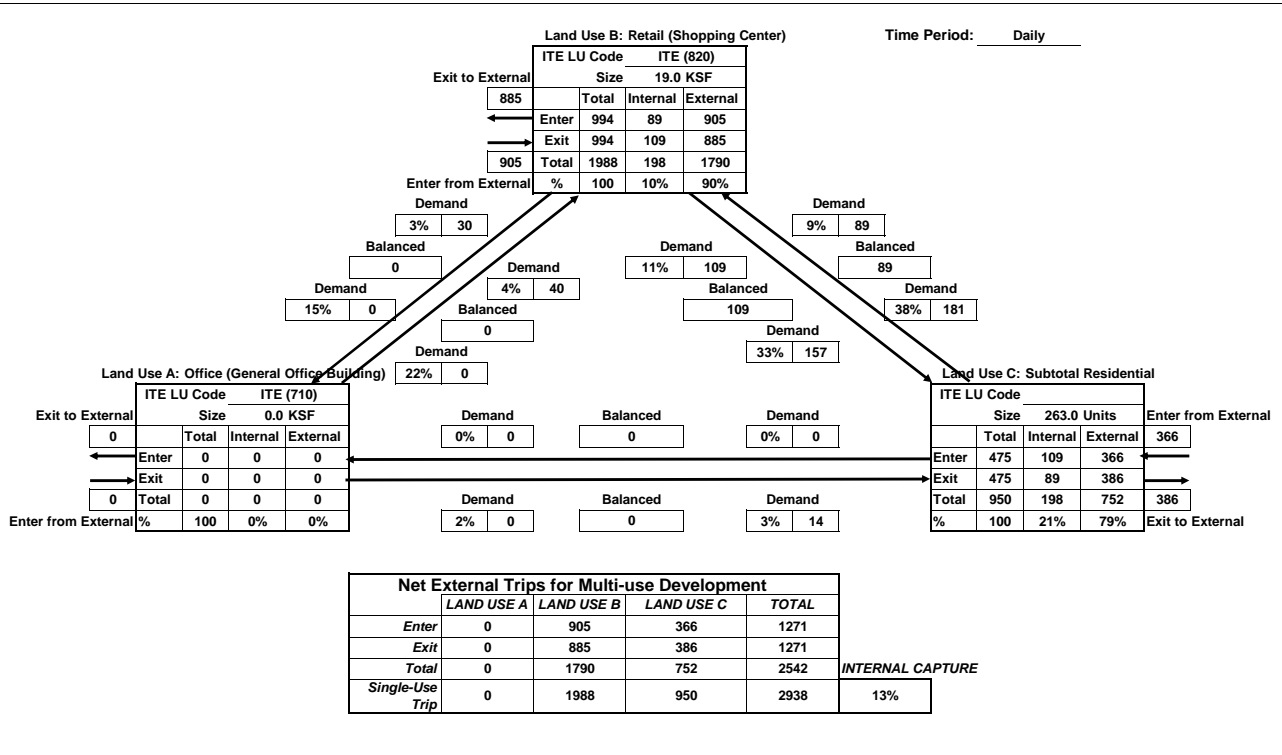 Land Use B: Retail (Shopping Center) Time Period: Daily
ITE LU Code ITE (820)
Exit to External Size 19.0 KSF
885 Total Internal External
Enter 994 89 905
Exit 994 109 885
905 Total 1988 198 1790
Enter from External % 100 10% 90%
Demand Demand
3% 30 9% 89
Balanced Demand Balanced
0 Demand 11% 109 89
Demand 4% 40 Balanced Demand
15% 0 Balanced 109 38% 181
0 Demand
Demand 33% 157
Land Use A: Office (General Office Building) 22% 0 Land Use C: Subtotal Residential
ITE LU Code ITE (710) ITE LU Code
Exit to External Size 0.0 KSF Demand Balanced Demand Size 263.0 Units Enter from External
0 Total Internal External 0% 0 0 0% 0 Total Internal External 366
Enter 0 0 0 Enter 475 109 366
Exit 0 0 0 Exit 475 89 386
0 Total 0 0 0 Demand Balanced Demand Total 950 198 752 386
Enter from External % 100 0% 0% 2% 0 0 3% 14 % 100 21% 79% Exit to External
Net External Trips for Multi-use Development
LAND USE A LAND USE B LAND USE C TOTAL
Enter 0 905 366 1271
Exit 0 885 386 1271
Total 0 1790 752 2542 INTERNAL CAPTURE
Single-Use
Trip 0 1988 950 2938 13%